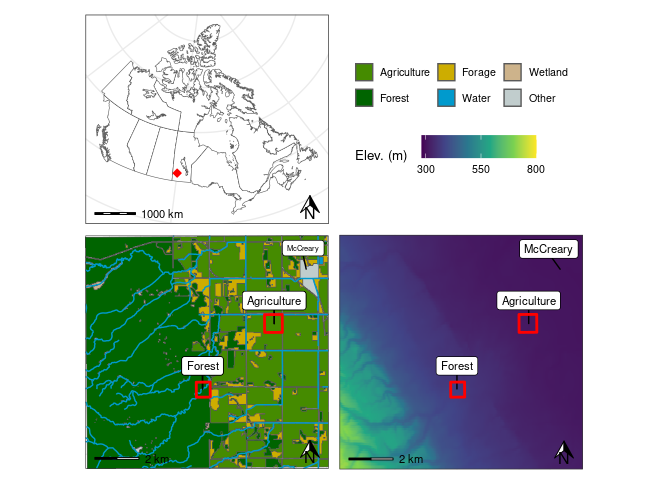 Agriculture Forage Wetland
Forest Water Other
Elev. (m)
300 550 800
1000 km
N
McCreary
Agriculture
Forest
2 km
N
McCreary
Agriculture
Forest
2 km
N